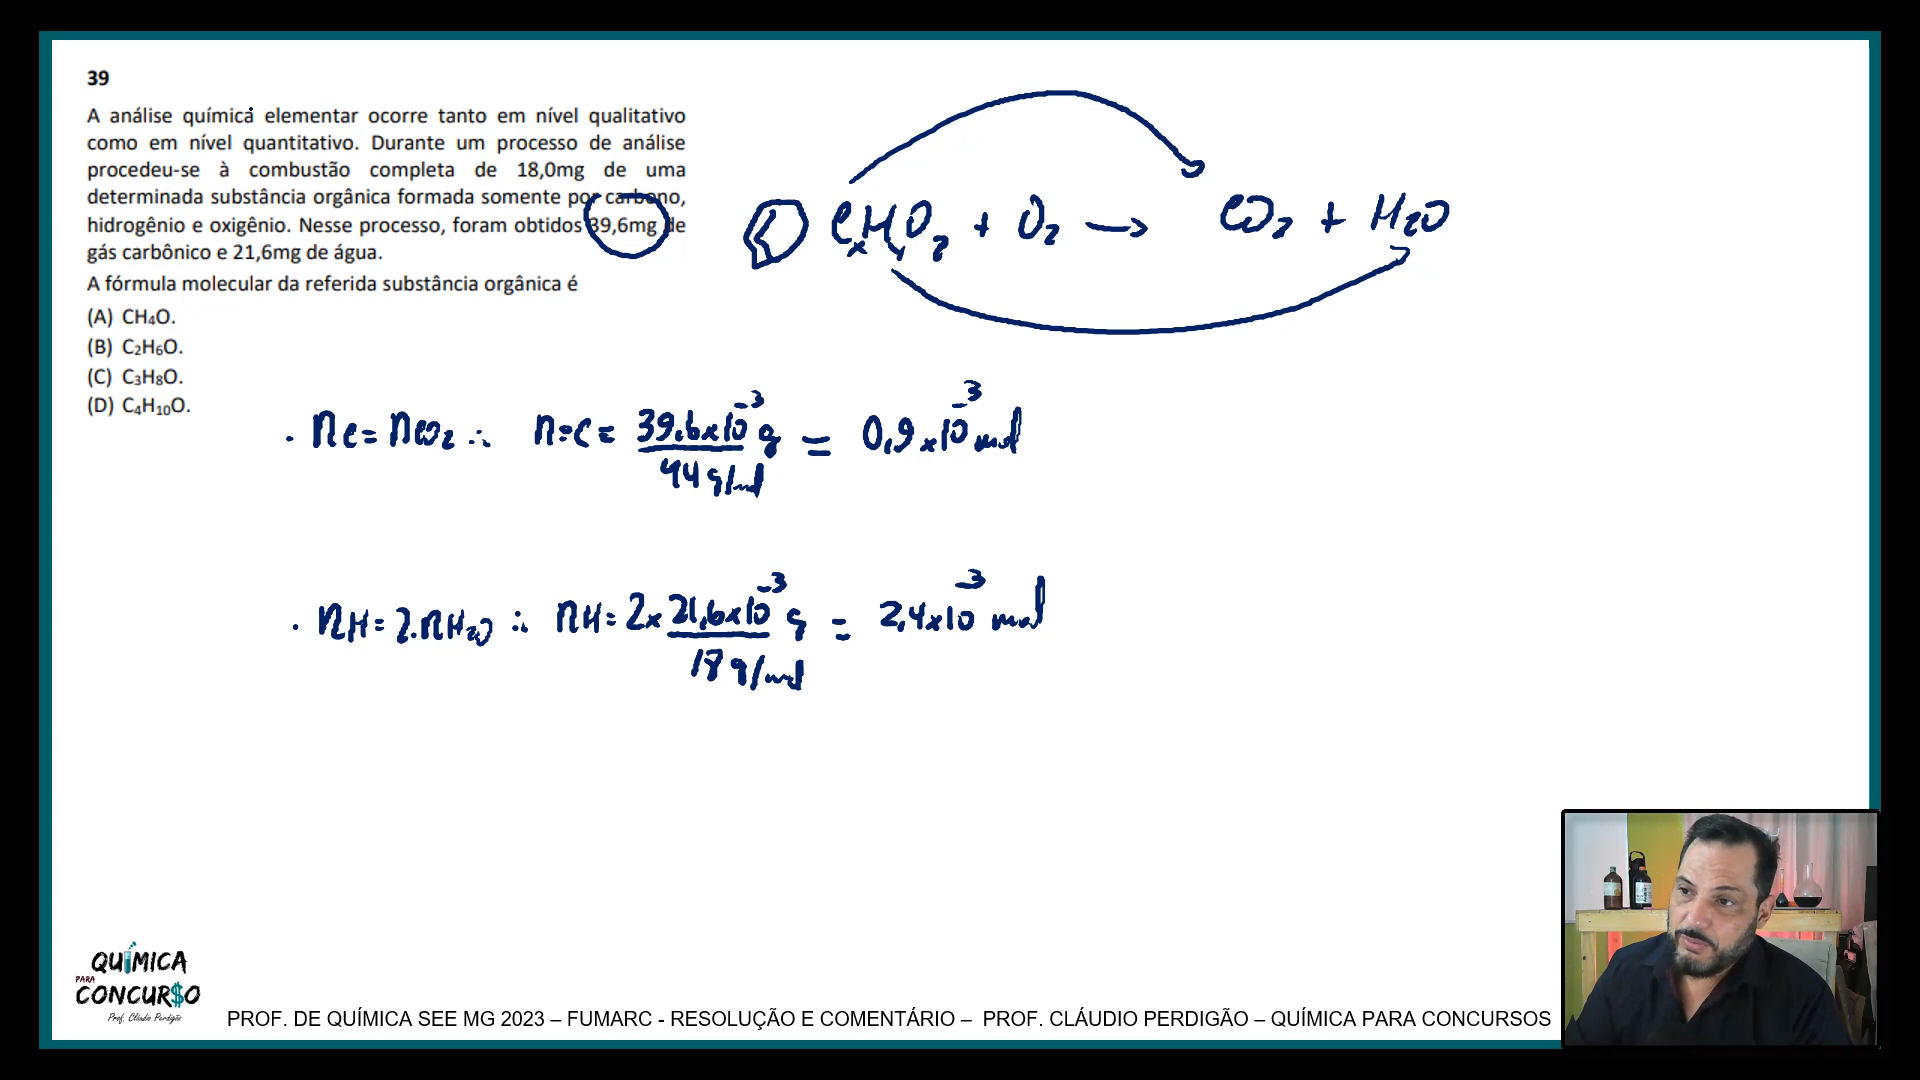 39
A análise química elementar ocorre tanto em nível qualitativo
como em nível quantitativo. Durante um processo de análise
procedeu-se à combustão completa de 18,0mg de uma
determinada substância orgânica formada somente por carbono,
hidrogênio e oxigênio. Nesse processo, foram obtidos 39,6mg de
gás carbônico e 21,6mg de água.
A fórmula molecular da referida substância orgânica é
(A) CH₄O.
(B) C₂H₆O.
(C) C₃H₈O.
(D) C₄H₁₀O.
CxHyOz + O₂ → CO₂ + H₂O
· nC = nCO₂ ∴ n=C = 39,6x10⁻³ g / 44 g/mol = 0,9x10⁻³ mol
· nH = 2.nH₂O ∴ nH = 2x 21,6x10⁻³ g / 18 g/mol = 2,4x10⁻³ mol
QUÍMICA
PARA
CONCUR$O
Prof. Cláudio Perdigão
PROF. DE QUÍMICA SEE MG 2023 – FUMARC - RESOLUÇÃO E COMENTÁRIO – PROF. CLÁUDIO PERDIGÃO – QUÍMICA PARA CONCURSOS